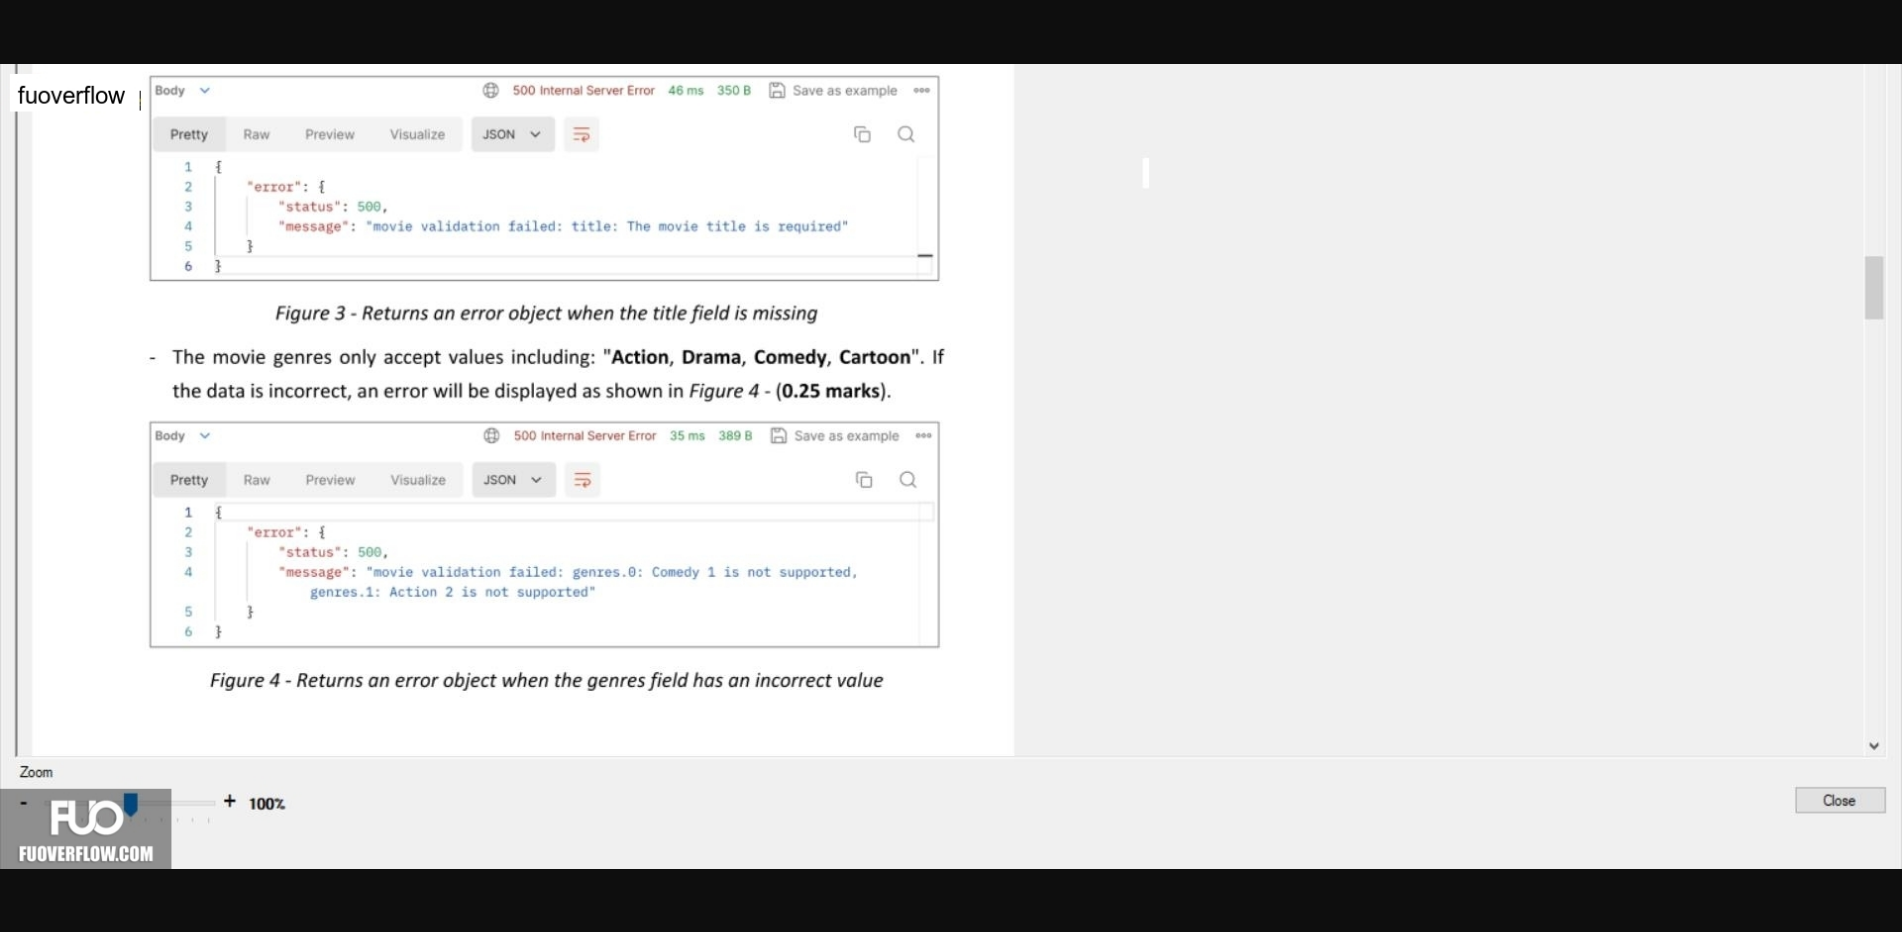 fuoverflow
Body 500 Internal Server Error 46 ms 350 B Save as example
Pretty Raw Preview Visualize JSON
1 {
2 "error": {
3 "status": 500,
4 "message": "movie validation failed: title: The movie title is required"
5 }
6 }
Figure 3 - Returns an error object when the title field is missing
- The movie genres only accept values including: "Action, Drama, Comedy, Cartoon". If
the data is incorrect, an error will be displayed as shown in Figure 4 - (0.25 marks).
Body 500 Internal Server Error 35 ms 389 B Save as example
Pretty Raw Preview Visualize JSON
1 {
2 "error": {
3 "status": 500,
4 "message": "movie validation failed: genres.0: Comedy 1 is not supported,
genres.1: Action 2 is not supported"
5 }
6 }
Figure 4 - Returns an error object when the genres field has an incorrect value
Zoom
- + 100%
Close
FUO
FUOVERFLOW.COM